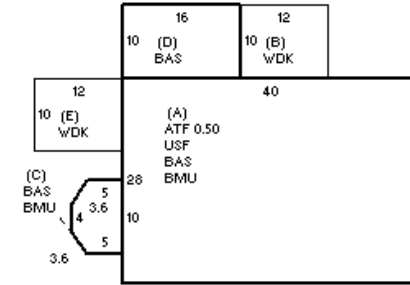 16
12
10 (D)
BAS
10 (B)
WDK
12
40
10 (E)
WDK
(A)
ATF 0.50
USF
BAS
BMU
(C)
BAS
BMU
28
5
3.6
4
10
5
3.6